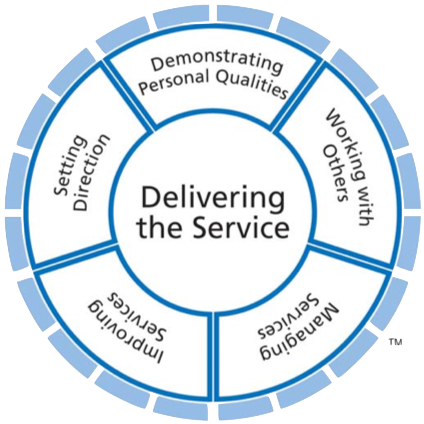 Demonstrating
Personal Qualities
Working with
Others
Managing
Services
Improving
Services
Setting
Direction
Delivering
the Service
TM